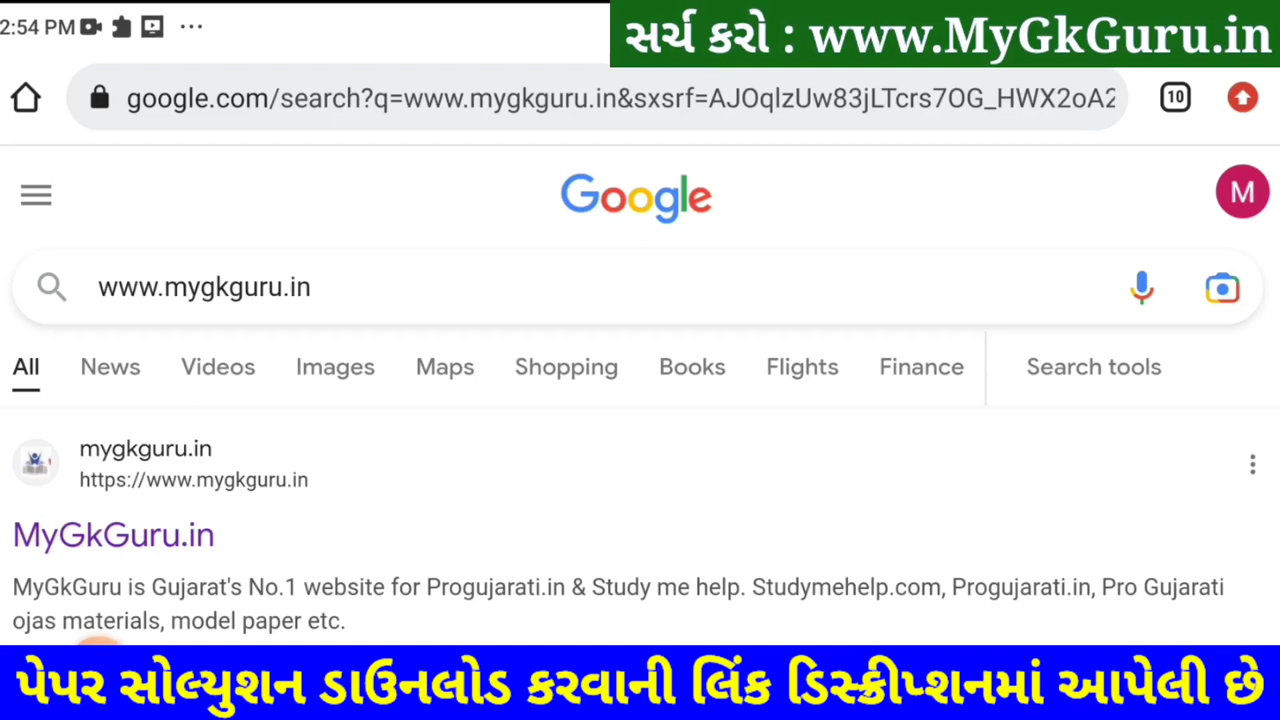 2:54 PM
સર્ચ કરો : www.MyGkGuru.in
google.com/search?q=www.mygkguru.in&sxsrf=AJOqlzUw83jLTcrs7OG_HWX2oA2
10
Google
M
www.mygkguru.in
All News Videos Images Maps Shopping Books Flights Finance Search tools
mygkguru.in
https://www.mygkguru.in
MyGkGuru.in
MyGkGuru is Gujarat's No.1 website for Progujarati.in & Study me help. Studymehelp.com, Progujarati.in, Pro Gujarati
ojas materials, model paper etc.
પેપર સોલ્યુશન ડાઉનલોડ કરવાની લિંક ડિસ્ક્રીપ્શનમાં આપેલી છે